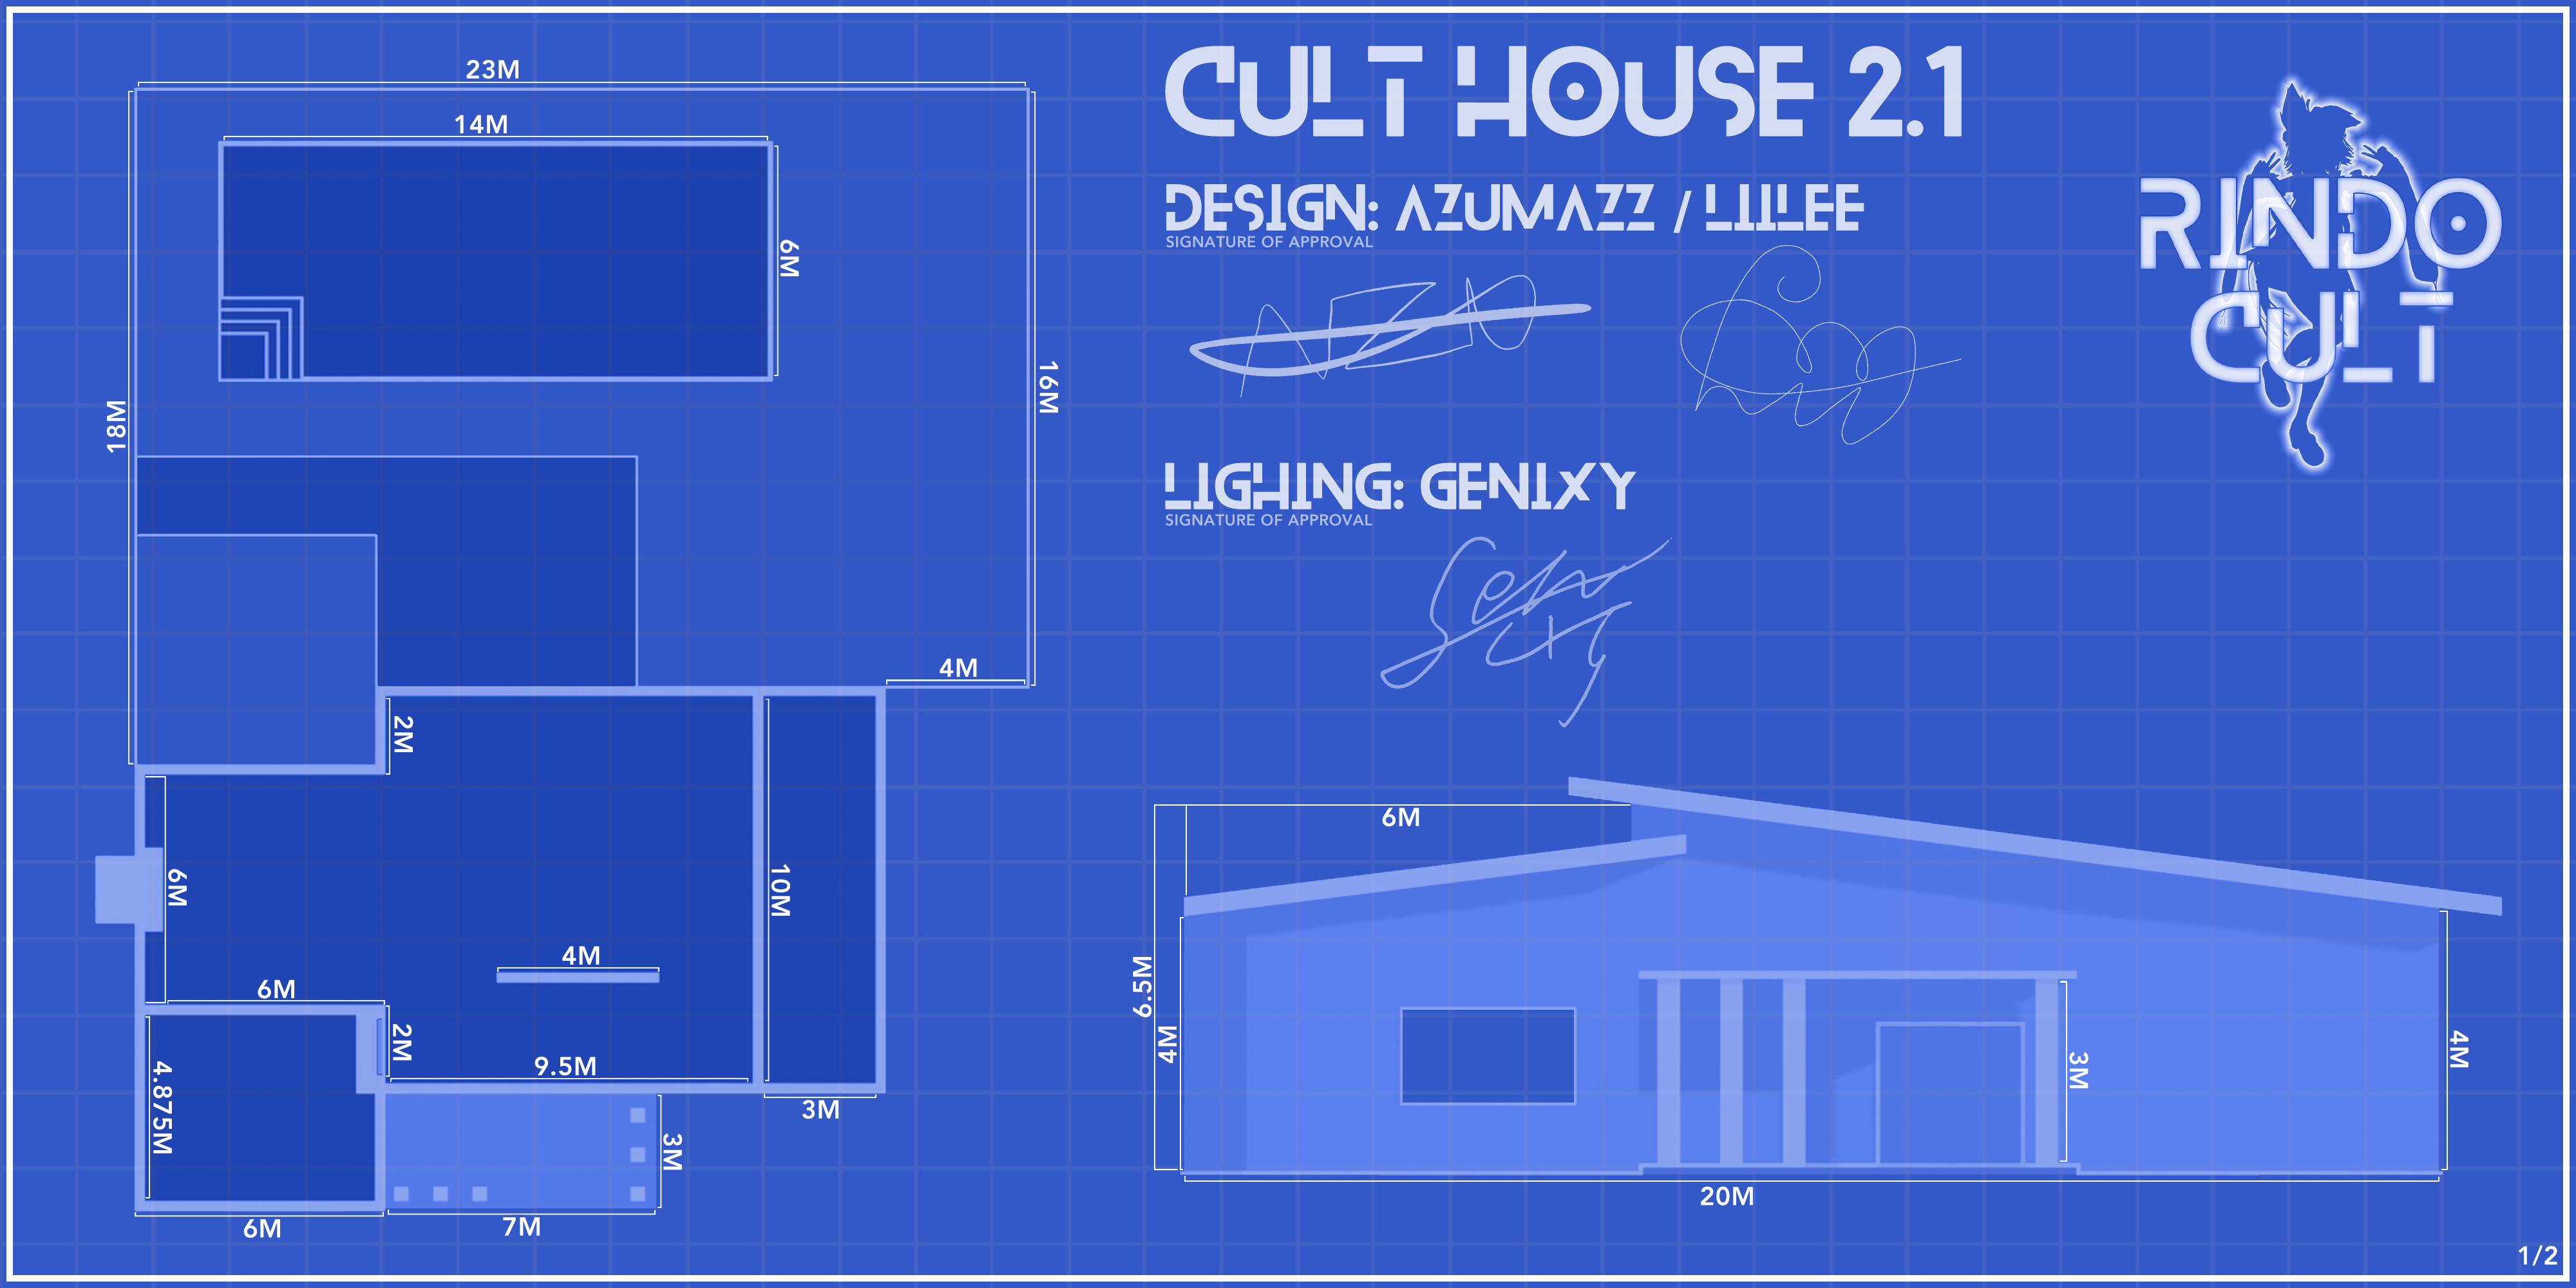 23M
14M
6M
18M
16M
4M
2M
6M
10M
4M
6M
2M
4.875M
9.5M
3M
3M
6M
7M
CULT HOUSE 2.1
DESIGN: AZUMAZZ / LILLEE
SIGNATURE OF APPROVAL
LIGHING: GENIXY
SIGNATURE OF APPROVAL
RINDO
CULT
6M
6.5M
4M
3M
4M
20M
1/2